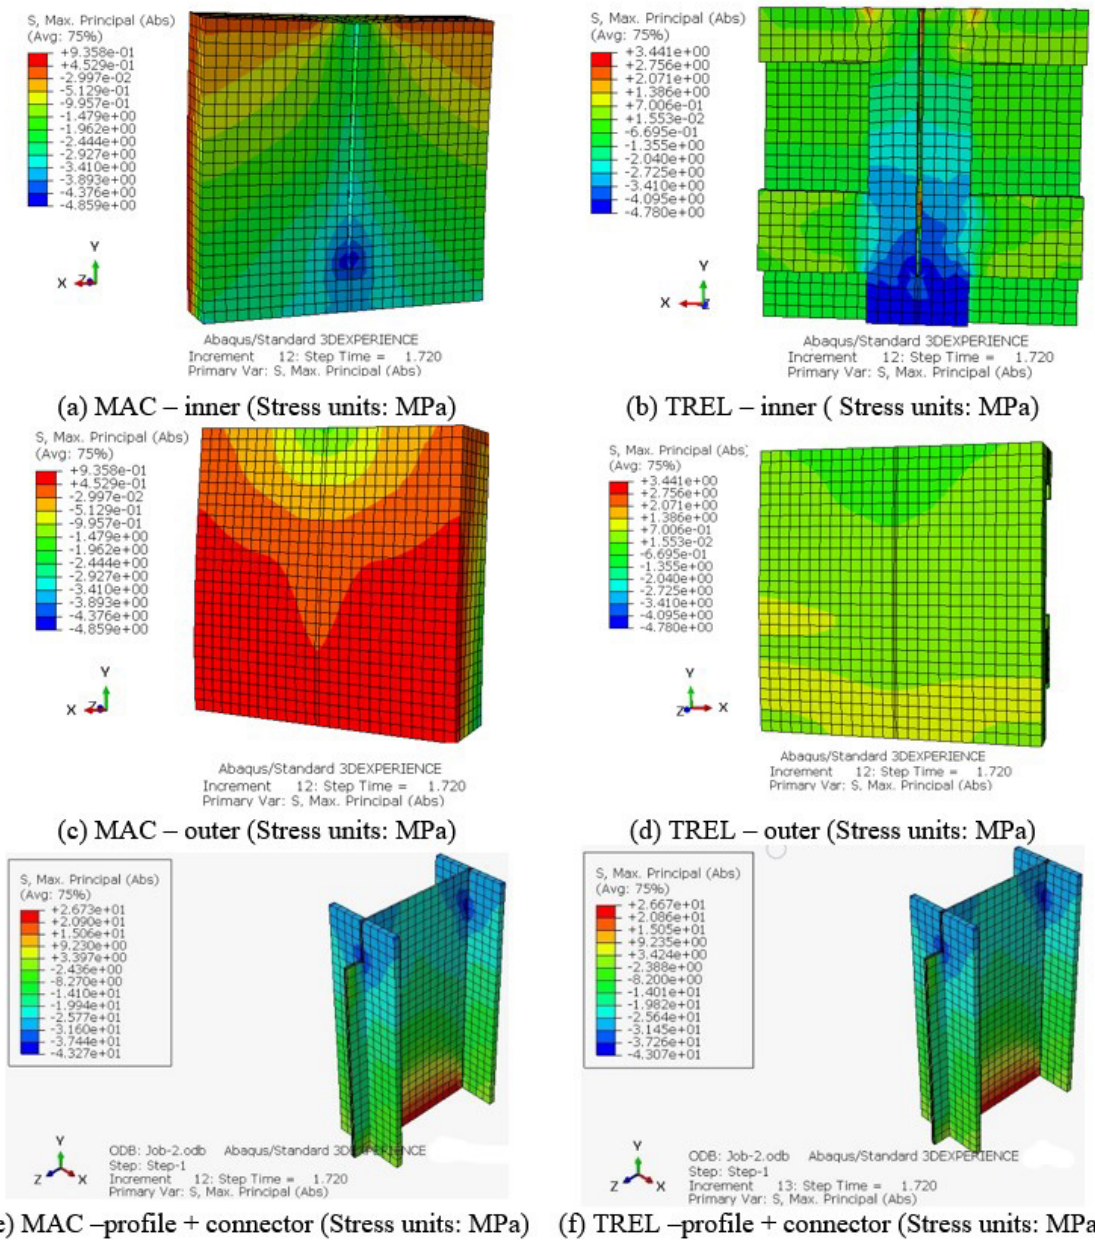 S, Max. Principal (Abs)
(Avg: 75%)
+9.358e-01
+4.529e-01
-2.997e-02
-5.129e-01
-9.957e-01
-1.479e+00
-1.962e+00
-2.444e+00
-2.927e+00
-3.410e+00
-3.893e+00
-4.376e+00
-4.859e+00
Y
X
Z
Abaqus/Standard 3DEXPERIENCE
Increment 12: Step Time = 1.720
Primary Var: S, Max. Principal (Abs)
(a) MAC – inner (Stress units: MPa)
S, Max. Principal (Abs)
(Avg: 75%)
+3.441e+00
+2.756e+00
+2.071e+00
+1.386e+00
+7.006e-01
+1.553e-02
-6.695e-01
-1.355e+00
-2.040e+00
-2.725e+00
-3.410e+00
-4.095e+00
-4.780e+00
Y
X
Z
Abaqus/Standard 3DEXPERIENCE
Increment 12: Step Time = 1.720
Primary Var: S, Max. Principal (Abs)
(b) TREL – inner ( Stress units: MPa)
S, Max. Principal (Abs)
(Avg: 75%)
+9.358e-01
+4.529e-01
-2.997e-02
-5.129e-01
-9.957e-01
-1.479e+00
-1.962e+00
-2.444e+00
-2.927e+00
-3.410e+00
-3.893e+00
-4.376e+00
-4.859e+00
Y
X
Z
Abaqus/Standard 3DEXPERIENCE
Increment 12: Step Time = 1.720
Primary Var: S, Max. Principal (Abs)
(c) MAC – outer (Stress units: MPa)
S, Max. Principal (Abs)
(Avg: 75%)
+3.441e+00
+2.756e+00
+2.071e+00
+1.386e+00
+7.006e-01
+1.553e-02
-6.695e-01
-1.355e+00
-2.040e+00
-2.725e+00
-3.410e+00
-4.095e+00
-4.780e+00
Y
Z
X
Abaqus/Standard 3DEXPERIENCE
Increment 12: Step Time = 1.720
Primary Var: S, Max. Principal (Abs)
(d) TREL – outer (Stress units: MPa)
S, Max. Principal (Abs)
(Avg: 75%)
+2.673e+01
+2.090e+01
+1.506e+01
+9.230e+00
+3.397e+00
-2.436e+00
-8.270e+00
-1.410e+01
-1.994e+01
-2.577e+01
-3.160e+01
-3.744e+01
-4.327e+01
Y
Z
X
ODB: Job-2.odb Abaqus/Standard 3DEXPERIENCE
Step: Step-1
Increment 12: Step Time = 1.720
Primary Var: S, Max. Principal (Abs)
e) MAC –profile + connector (Stress units: MPa)
S, Max. Principal (Abs)
(Avg: 75%)
+2.667e+01
+2.086e+01
+1.505e+01
+9.235e+00
+3.424e+00
-2.388e+00
-8.200e+00
-1.401e+01
-1.982e+01
-2.564e+01
-3.145e+01
-3.726e+01
-4.307e+01
Y
Z
X
ODB: Job-2.odb Abaqus/Standard 3DEXPERIENCE
Step: Step-1
Increment 13: Step Time = 1.720
Primary Var: S, Max. Principal (Abs)
(f) TREL –profile + connector (Stress units: MPa